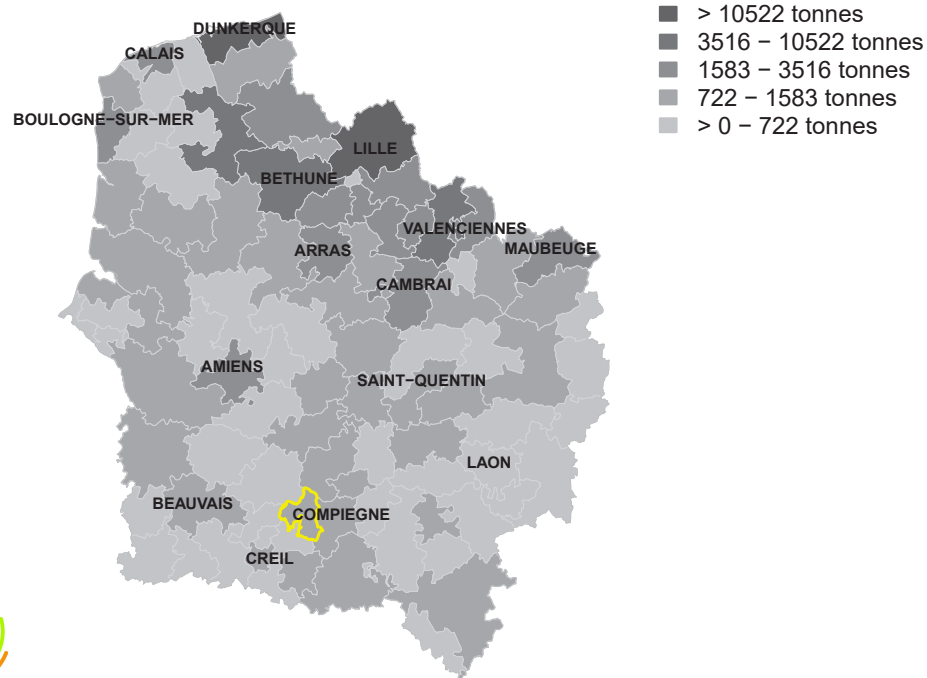 > 10522 tonnes
3516 − 10522 tonnes
1583 − 3516 tonnes
722 − 1583 tonnes
> 0 − 722 tonnes
DUNKERQUE
CALAIS
BOULOGNE−SUR−MER
LILLE
BETHUNE
VALENCIENNES
ARRAS
MAUBEUGE
CAMBRAI
AMIENS
SAINT−QUENTIN
LAON
BEAUVAIS
COMPIEGNE
CREIL